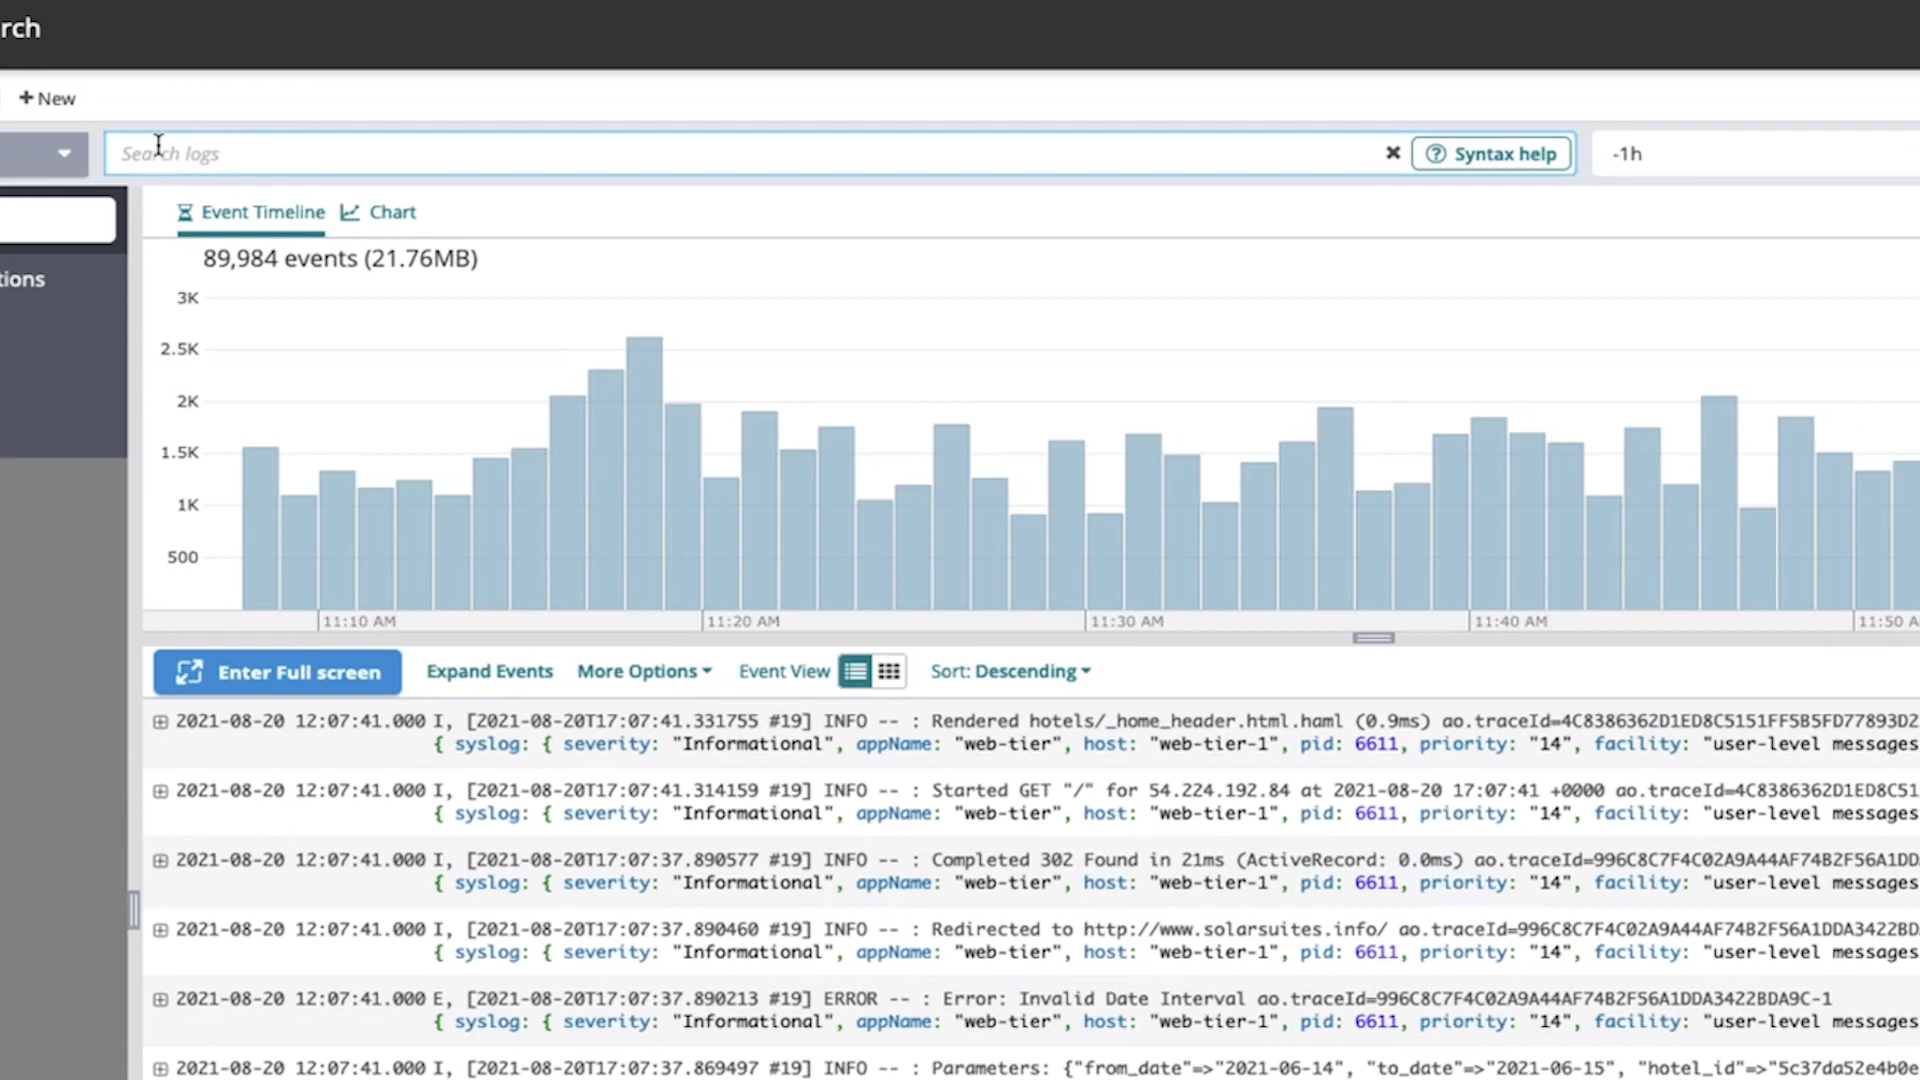 rch
New
Search logs
Syntax help
-1h
Event Timeline
Chart
tions
89,984 events (21.76MB)
3K
2.5K
2K
1.5K
1K
500
11:10 AM
11:20 AM
11:30 AM
11:40 AM
11:50 A
Enter Full screen
Expand Events
More Options
Event View
Sort: Descending
2021-08-20 12:07:41.000 I, [2021-08-20T17:07:41.331755 #19] INFO -- : Rendered hotels/_home_header.html.haml (0.9ms) ao.traceId=4C8386362D1ED8C5151FF5B5FD77893D2
{ syslog: { severity: "Informational", appName: "web-tier", host: "web-tier-1", pid: 6611, priority: "14", facility: "user-level messages
2021-08-20 12:07:41.000 I, [2021-08-20T17:07:41.314159 #19] INFO -- : Started GET "/" for 54.224.192.84 at 2021-08-20 17:07:41 +0000 ao.traceId=4C8386362D1ED8C51
{ syslog: { severity: "Informational", appName: "web-tier", host: "web-tier-1", pid: 6611, priority: "14", facility: "user-level messages
2021-08-20 12:07:41.000 I, [2021-08-20T17:07:37.890577 #19] INFO -- : Completed 302 Found in 21ms (ActiveRecord: 0.0ms) ao.traceId=996C8C7F4C02A9A44AF74B2F56A1DD
{ syslog: { severity: "Informational", appName: "web-tier", host: "web-tier-1", pid: 6611, priority: "14", facility: "user-level messages
2021-08-20 12:07:41.000 I, [2021-08-20T17:07:37.890460 #19] INFO -- : Redirected to http://www.solarsuites.info/ ao.traceId=996C8C7F4C02A9A44AF74B2F56A1DDA3422BD
{ syslog: { severity: "Informational", appName: "web-tier", host: "web-tier-1", pid: 6611, priority: "14", facility: "user-level messages
2021-08-20 12:07:41.000 E, [2021-08-20T17:07:37.890213 #19] ERROR -- : Error: Invalid Date Interval ao.traceId=996C8C7F4C02A9A44AF74B2F56A1DDA3422BDA9C-1
{ syslog: { severity: "Informational", appName: "web-tier", host: "web-tier-1", pid: 6611, priority: "14", facility: "user-level messages
2021-08-20 12:07:41.000 I, [2021-08-20T17:07:37.869497 #19] INFO -- : Parameters: {"from_date"=>"2021-06-14", "to_date"=>"2021-06-15", "hotel_id"=>"5c37da52e4b0e